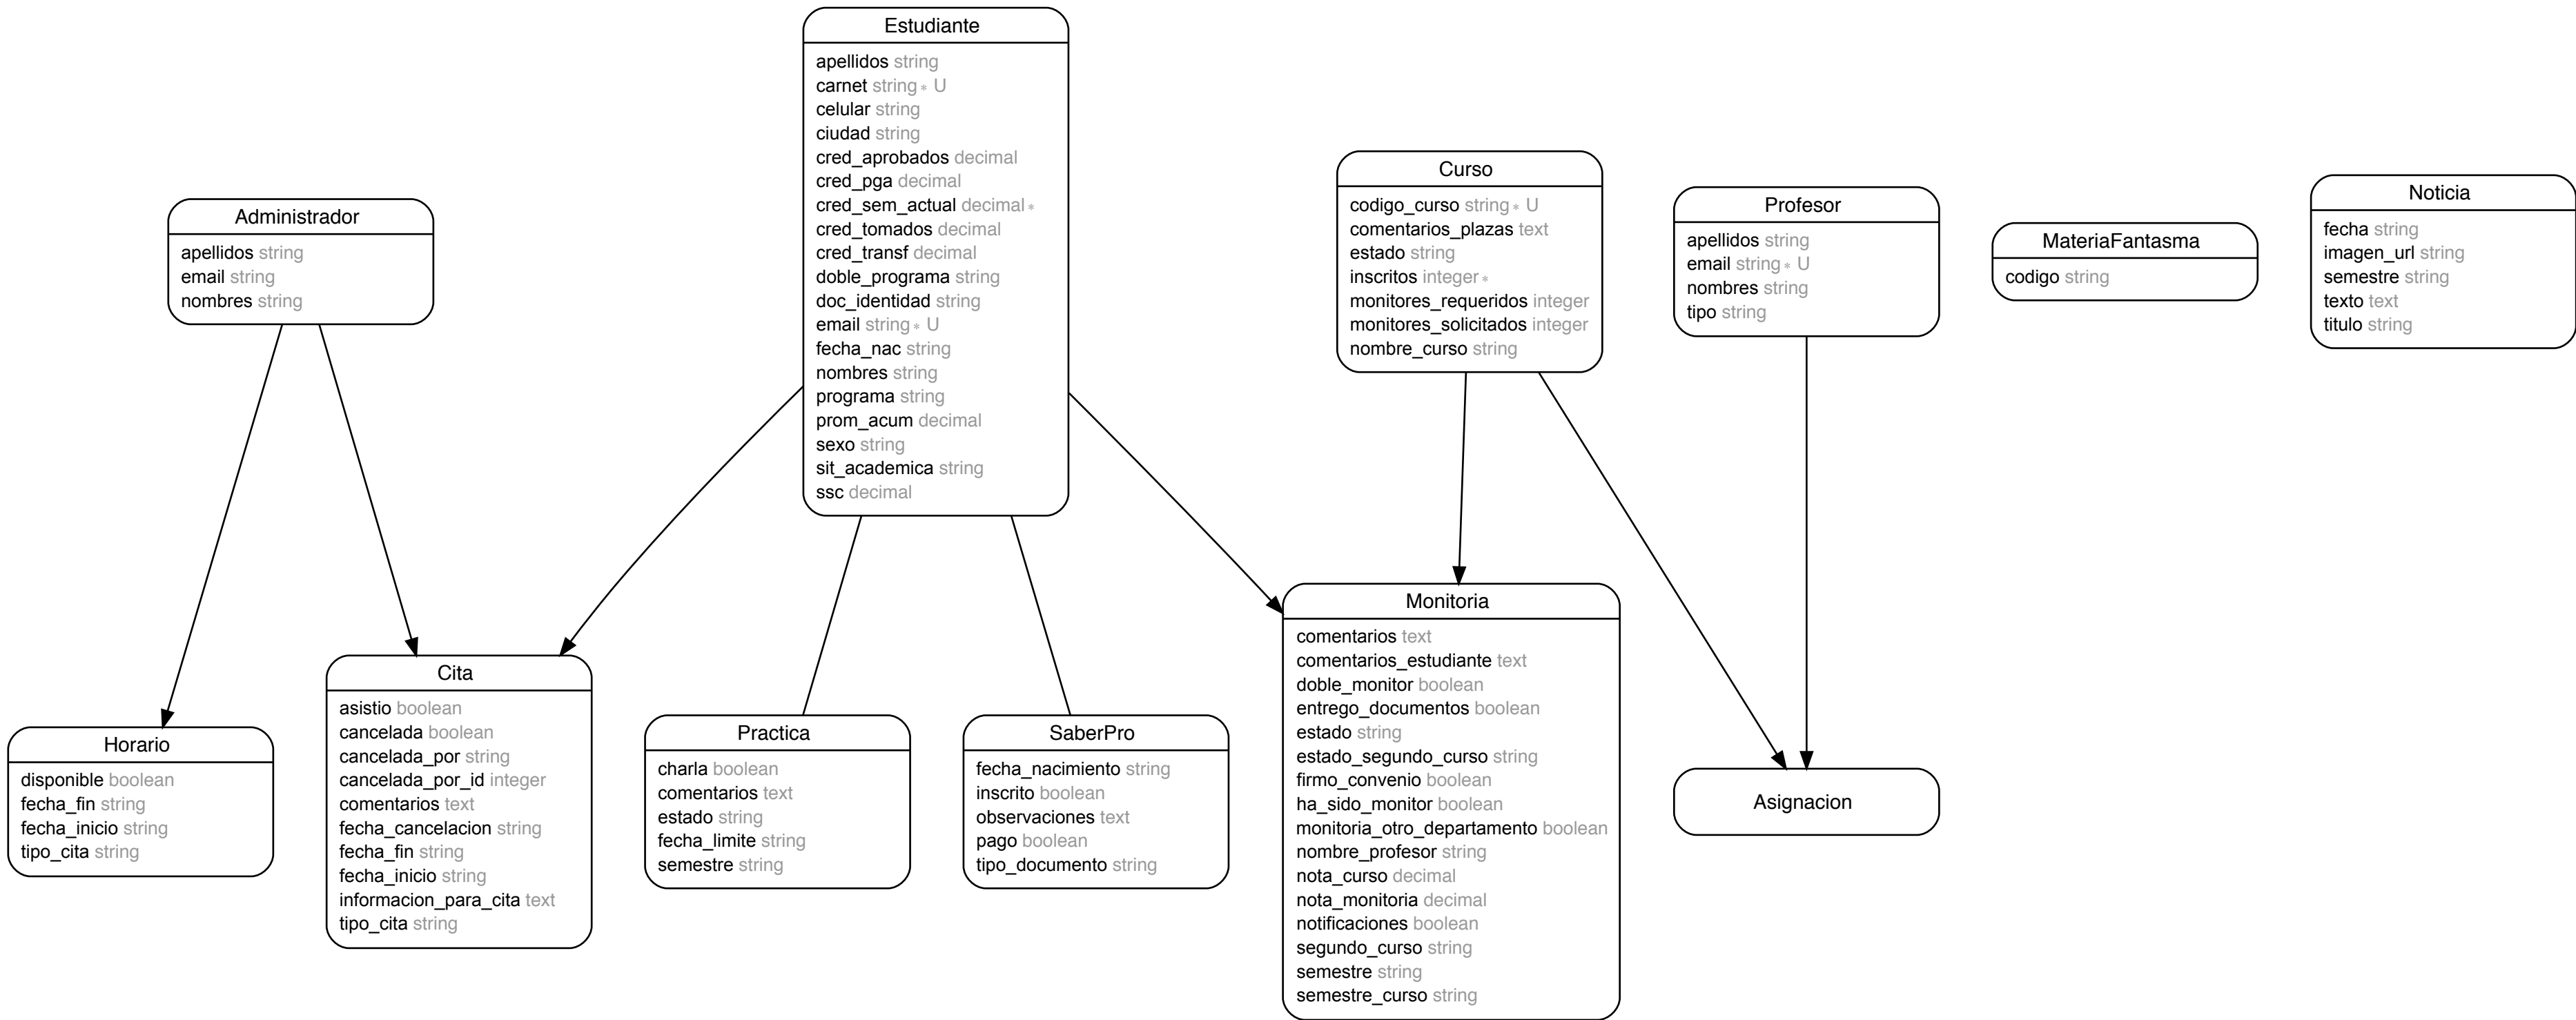 Estudiante
apellidos string
carnet string * U
celular string
ciudad string
cred_aprobados decimal
cred_pga decimal
cred_sem_actual decimal *
cred_tomados decimal
cred_transf decimal
doble_programa string
doc_identidad string
email string * U
fecha_nac string
nombres string
programa string
prom_acum decimal
sexo string
sit_academica string
ssc decimal
Administrador
apellidos string
email string
nombres string
Curso
codigo_curso string * U
comentarios_plazas text
estado string
inscritos integer *
monitores_requeridos integer
monitores_solicitados integer
nombre_curso string
Profesor
apellidos string
email string * U
nombres string
tipo string
MateriaFantasma
codigo string
Noticia
fecha string
imagen_url string
semestre string
texto text
titulo string
Horario
disponible boolean
fecha_fin string
fecha_inicio string
tipo_cita string
Cita
asistio boolean
cancelada boolean
cancelada_por string
cancelada_por_id integer
comentarios text
fecha_cancelacion string
fecha_fin string
fecha_inicio string
informacion_para_cita text
tipo_cita string
Practica
charla boolean
comentarios text
estado string
fecha_limite string
semestre string
SaberPro
fecha_nacimiento string
inscrito boolean
observaciones text
pago boolean
tipo_documento string
Monitoria
comentarios text
comentarios_estudiante text
doble_monitor boolean
entrego_documentos boolean
estado string
estado_segundo_curso string
firmo_convenio boolean
ha_sido_monitor boolean
monitoria_otro_departamento boolean
nombre_profesor string
nota_curso decimal
nota_monitoria decimal
notificaciones boolean
segundo_curso string
semestre string
semestre_curso string
Asignacion